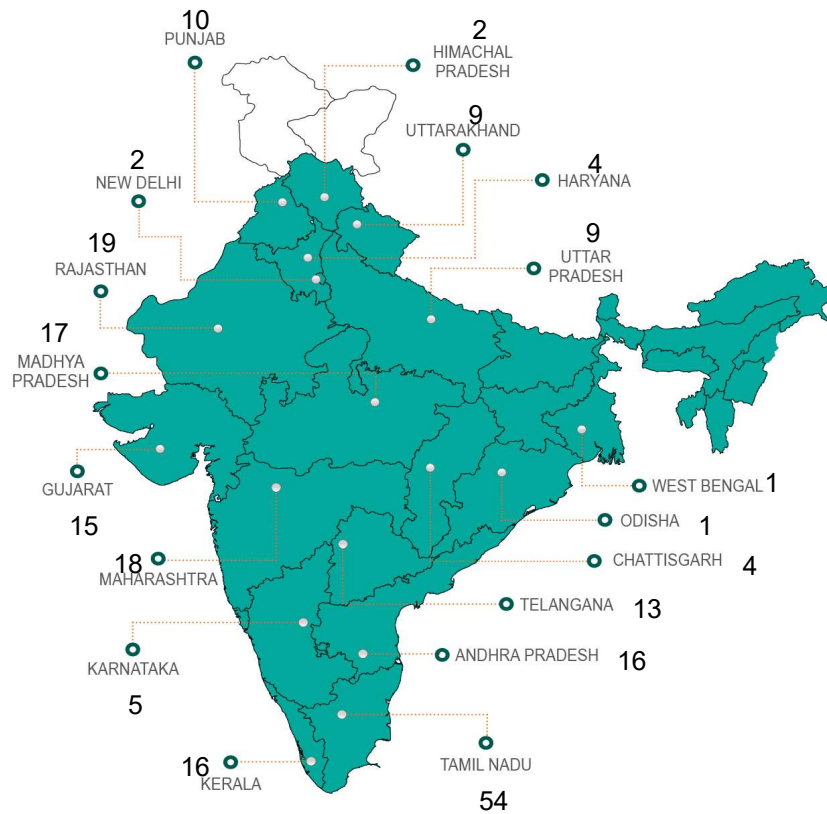 10
PUNJAB
2
HIMACHAL
PRADESH
9
UTTARAKHAND
2
NEW DELHI
4
HARYANA
19
RAJASTHAN
9
UTTAR
PRADESH
17
MADHYA
PRADESH
GUJARAT
15
WEST BENGAL 1
ODISHA 1
18
MAHARASHTRA
CHATTISGARH 4
TELANGANA 13
KARNATAKA
5
ANDHRA PRADESH 16
16
KERALA
TAMIL NADU
54